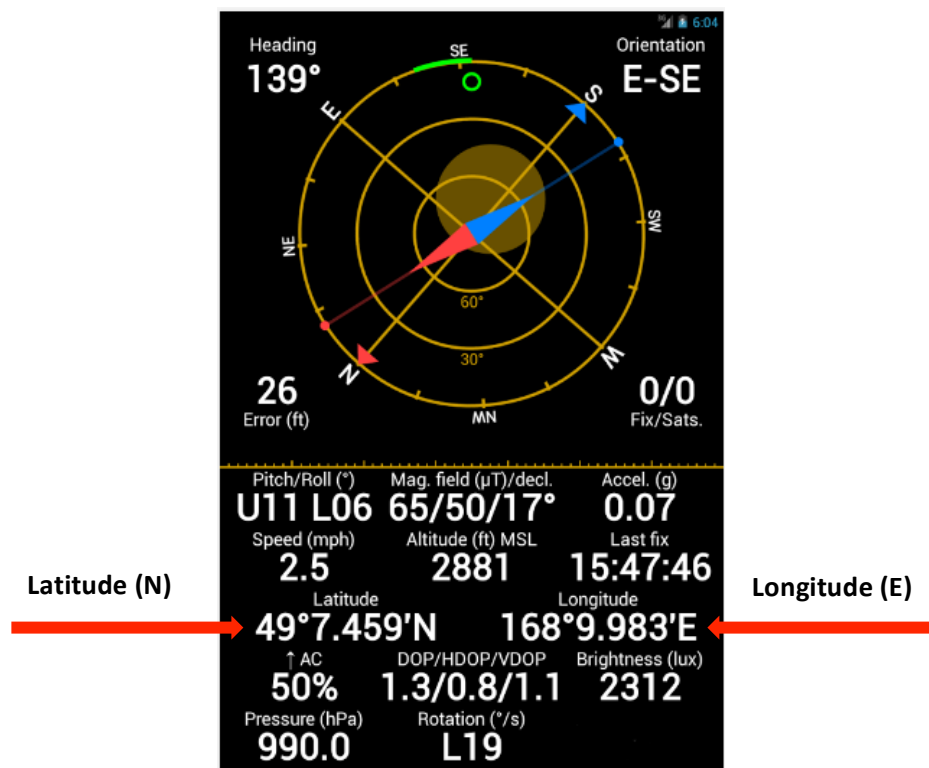 3G 6:04
Heading
139°
Orientation
E-SE
SE
E
S
NE
SW
60°
30°
N
W
NW
26
Error (ft)
0/0
Fix/Sats.
Pitch/Roll (°) Mag. field (µT)/decl. Accel. (g)
U11 L06 65/50/17° 0.07
Speed (mph) Altitude (ft) MSL Last fix
2.5 2881 15:47:46
Latitude (N)
Longitude (E)
Latitude Longitude
49°7.459'N 168°9.983'E
↑ AC DOP/HDOP/VDOP Brightness (lux)
50% 1.3/0.8/1.1 2312
Pressure (hPa) Rotation (°/s)
990.0 L19